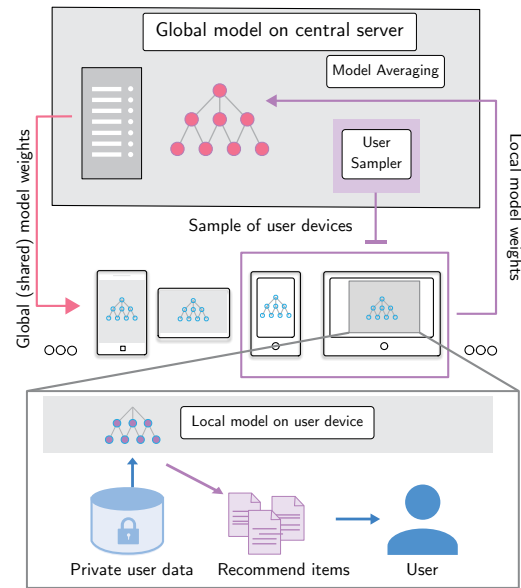 Global model on central server
Model Averaging
User
Sampler
Global (shared) model weights
Local model
weights
Sample of user devices
Local model on user device
Private user data
Recommend items
User